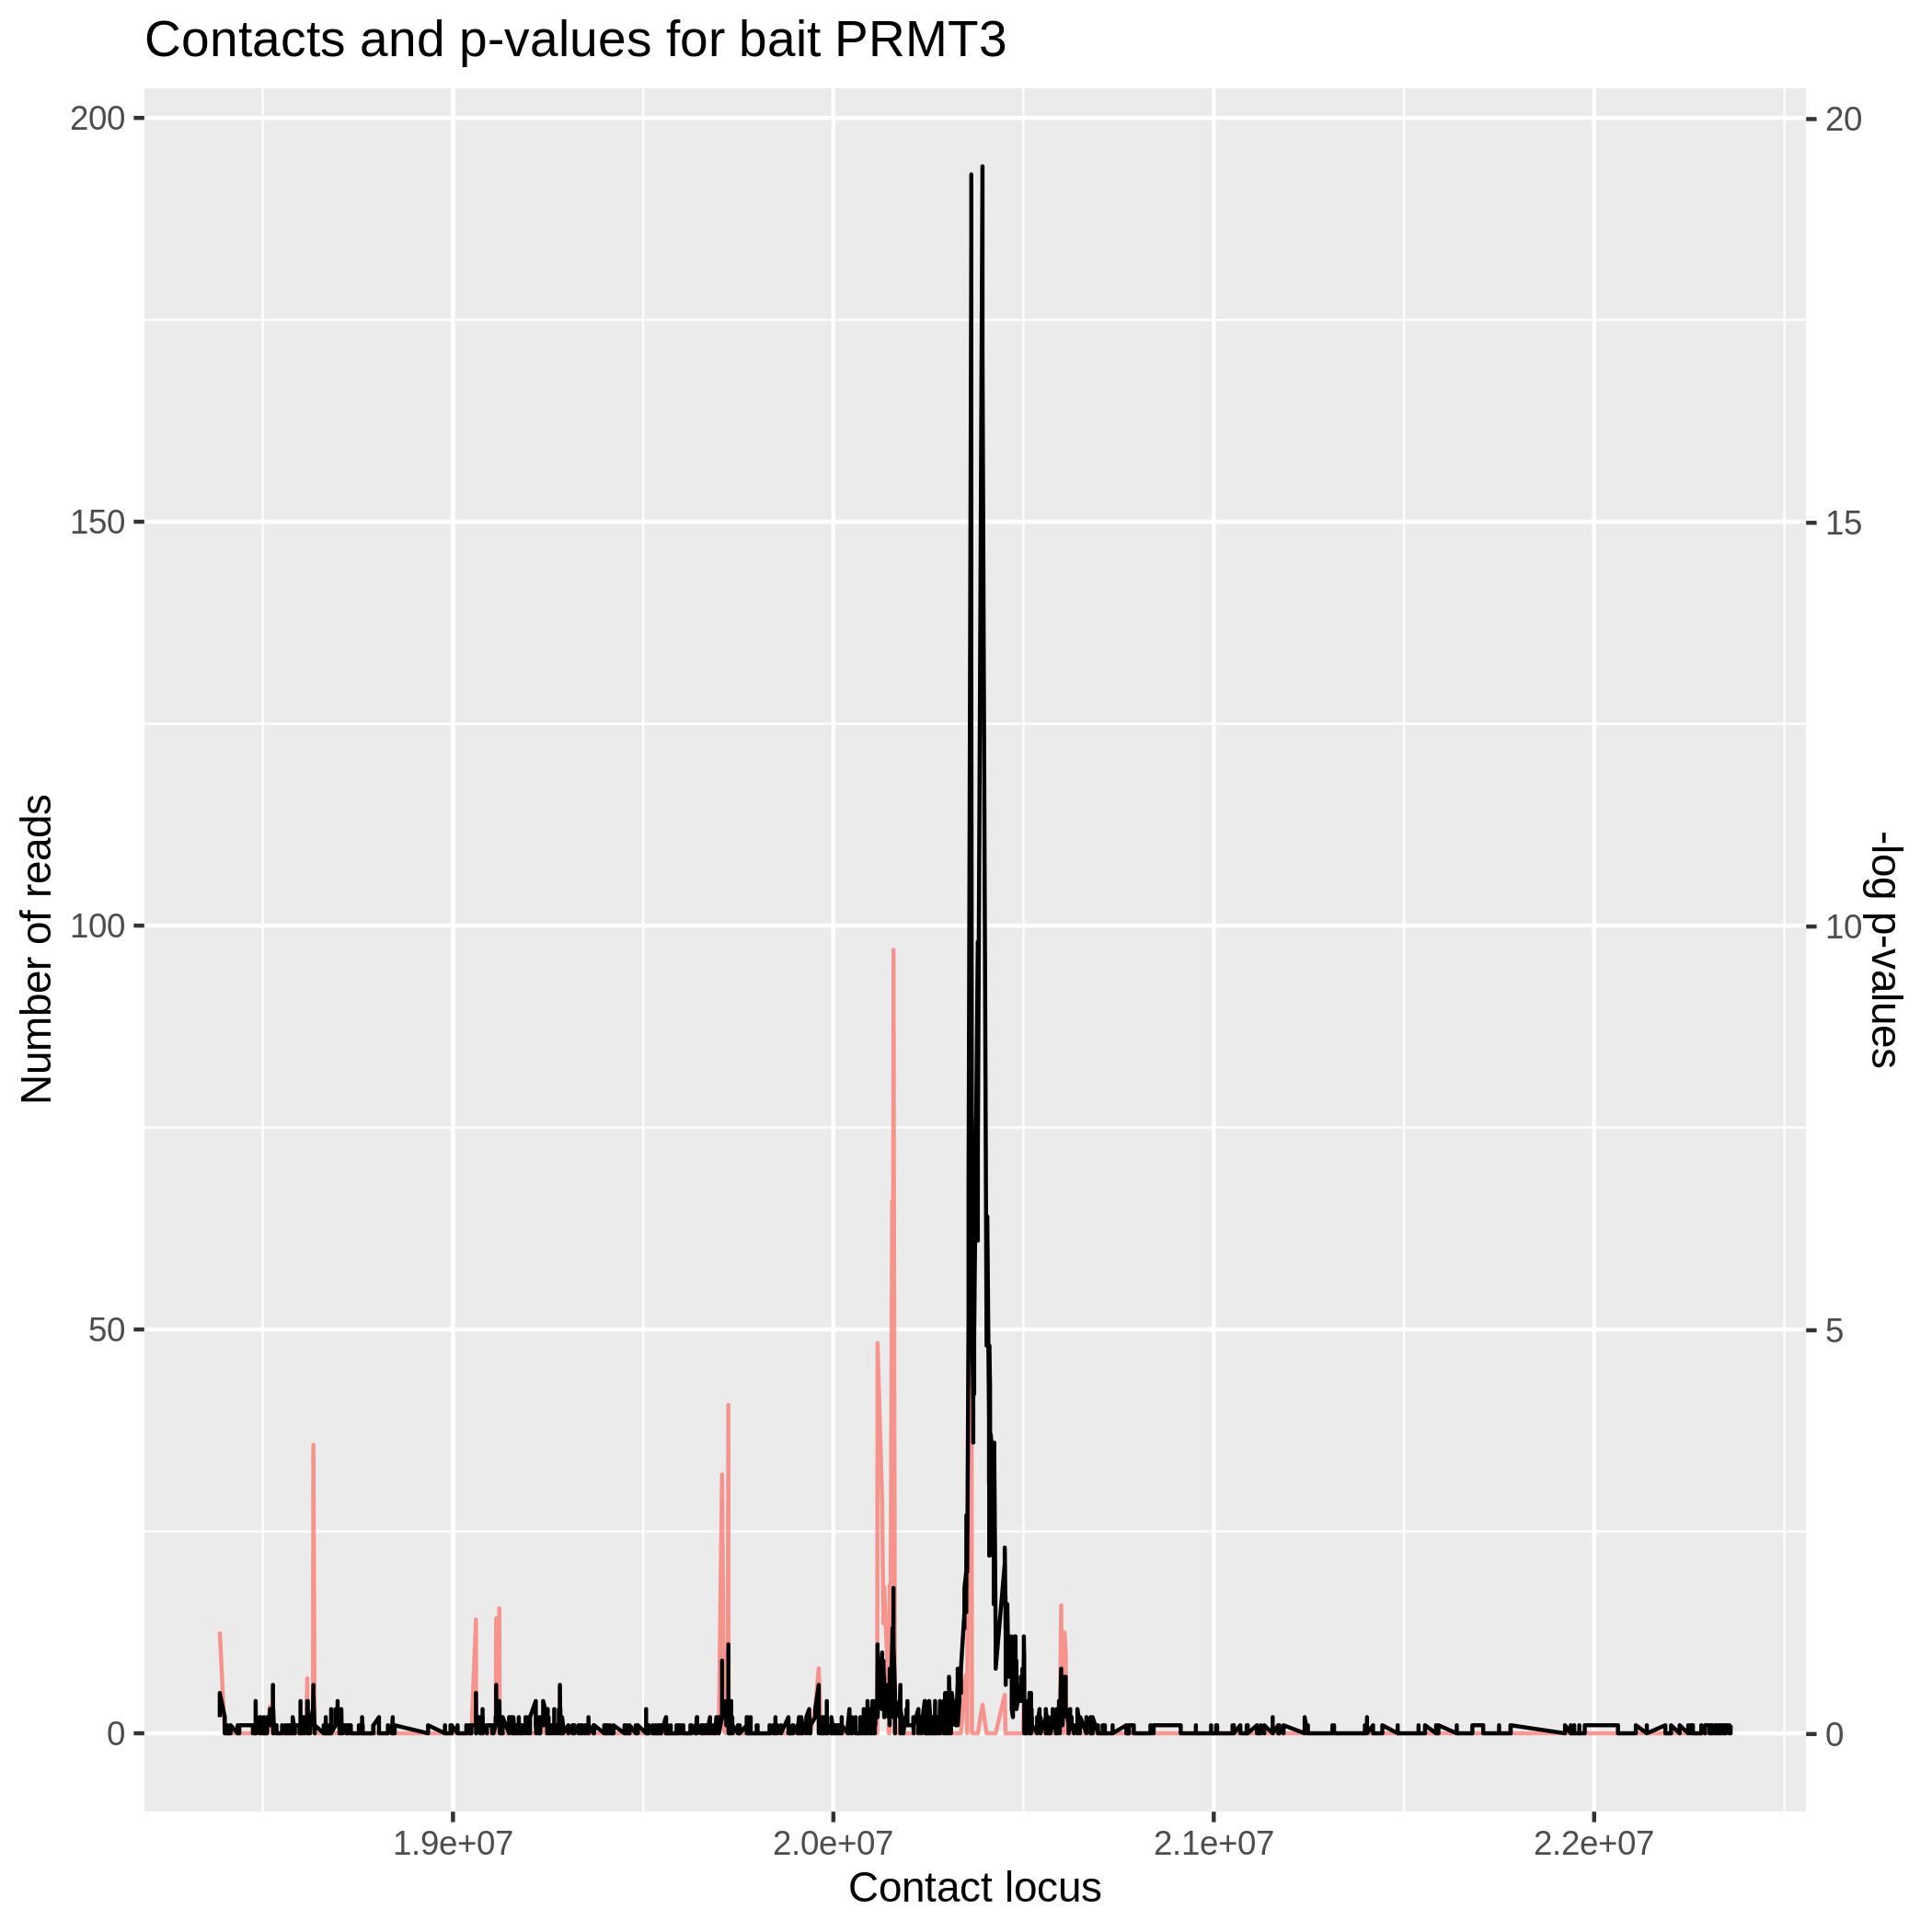 Contacts and p-values for bait PRMT3
200
150
100
50
0
20
15
10
5
0
Number of reads
-log p-values
1.9e+07
2.0e+07
2.1e+07
2.2e+07
Contact locus